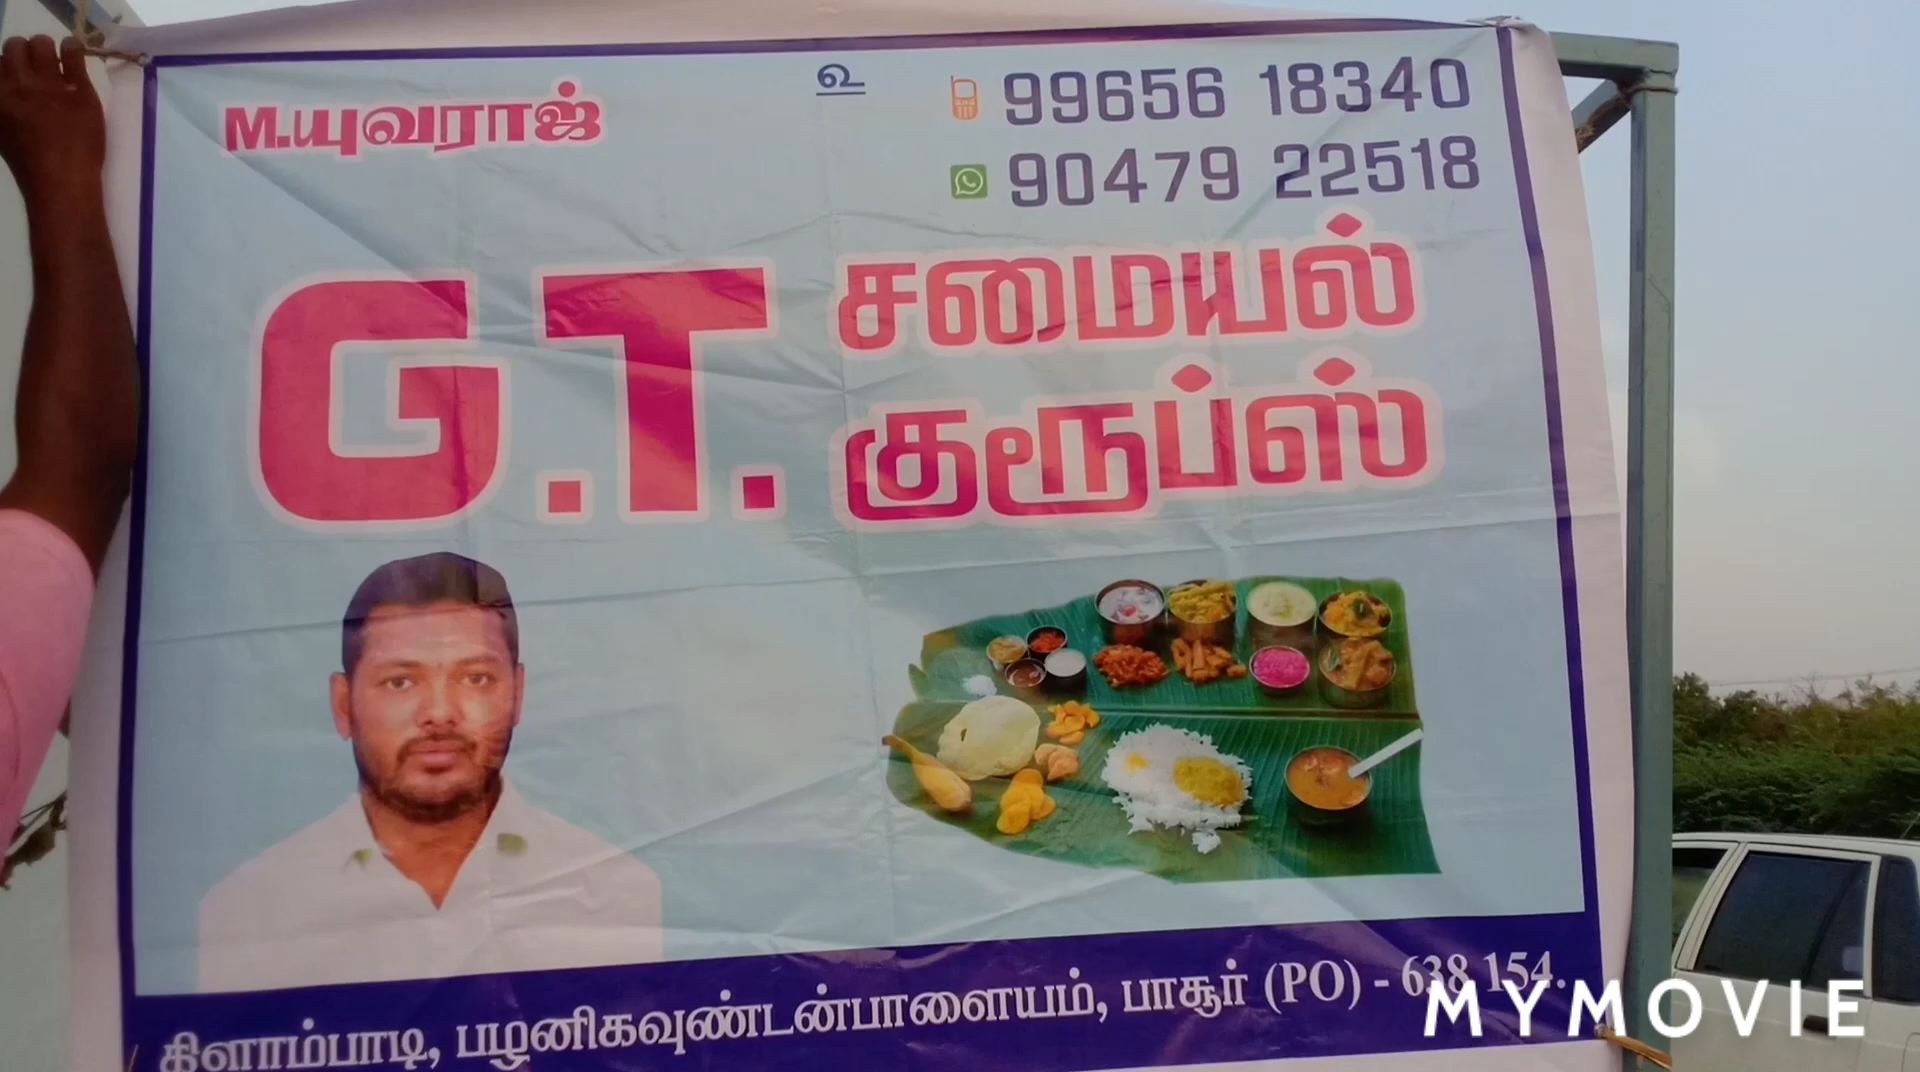 உ
M.யுவராஜ்
99656 18340
90479 22518
G.T. சமையல்
குரூப்ஸ்
கிளாம்பாடி, பழனிகவுண்டன்பாளையம், பாசூர் (PO) - 638 154.
MYMOVIE